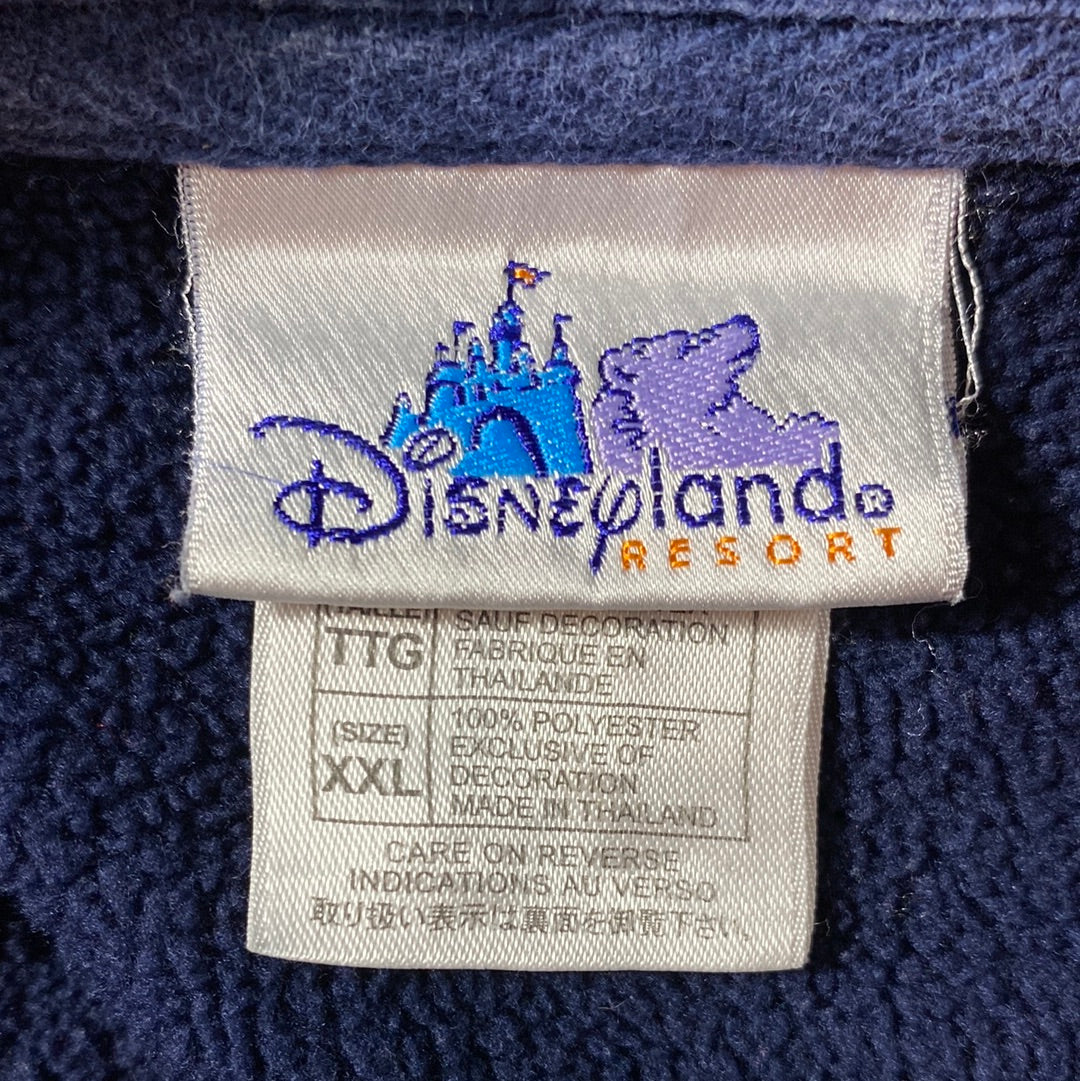 Disneyland®
RESORT
(TAILLE)
TTG
SAUF DECORATION
FABRIQUE EN
THAILANDE
(SIZE)
XXL
100% POLYESTER
EXCLUSIVE OF
DECORATION
MADE IN THAILAND
CARE ON REVERSE
INDICATIONS AU VERSO
取り扱い表示は裏面を御覧下さい。